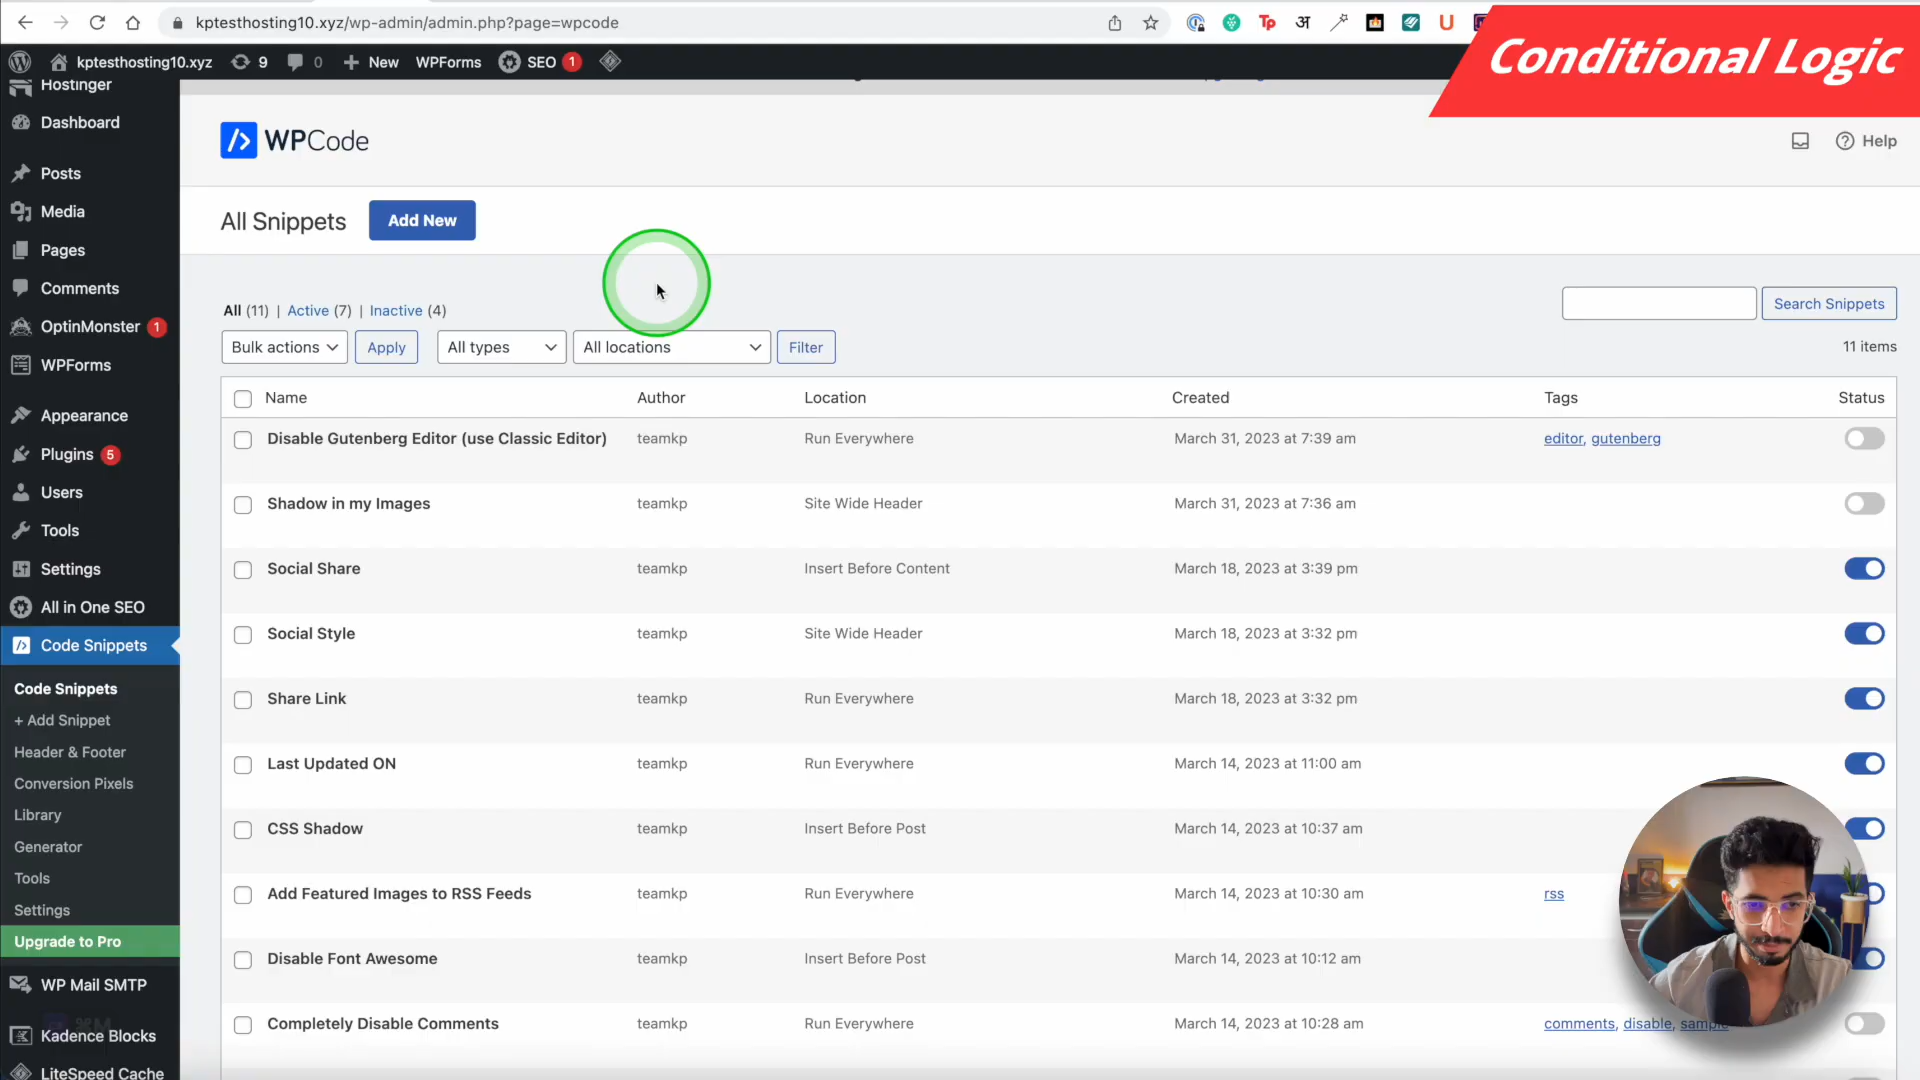 kptesthosting10.xyz/wp-admin/admin.php?page=wpcode
Tp
अ
U
Conditional Logic
kptesthosting10.xyz 9 0 + New WPForms SEO 1
Hostinger
Dashboard
Posts
Media
Pages
Comments
OptinMonster 1
WPForms
Appearance
Plugins 5
Users
Tools
Settings
All in One SEO
Code Snippets
Code Snippets
+ Add Snippet
Header & Footer
Conversion Pixels
Library
Generator
Tools
Settings
Upgrade to Pro
WP Mail SMTP
Kadence Blocks
LiteSpeed Cache
WPCode
Help
All Snippets Add New
All (11) | Active (7) | Inactive (4)
Search Snippets
Bulk actions Apply All types All locations Filter
11 items
Name Author Location Created Tags Status
Disable Gutenberg Editor (use Classic Editor) teamkp Run Everywhere March 31, 2023 at 7:39 am editor, gutenberg
Shadow in my Images teamkp Site Wide Header March 31, 2023 at 7:36 am
Social Share teamkp Insert Before Content March 18, 2023 at 3:39 pm
Social Style teamkp Site Wide Header March 18, 2023 at 3:32 pm
Share Link teamkp Run Everywhere March 18, 2023 at 3:32 pm
Last Updated ON teamkp Run Everywhere March 14, 2023 at 11:00 am
CSS Shadow teamkp Insert Before Post March 14, 2023 at 10:37 am
Add Featured Images to RSS Feeds teamkp Run Everywhere March 14, 2023 at 10:30 am rss
Disable Font Awesome teamkp Insert Before Post March 14, 2023 at 10:12 am
Completely Disable Comments teamkp Run Everywhere March 14, 2023 at 10:28 am comments, disable, sample